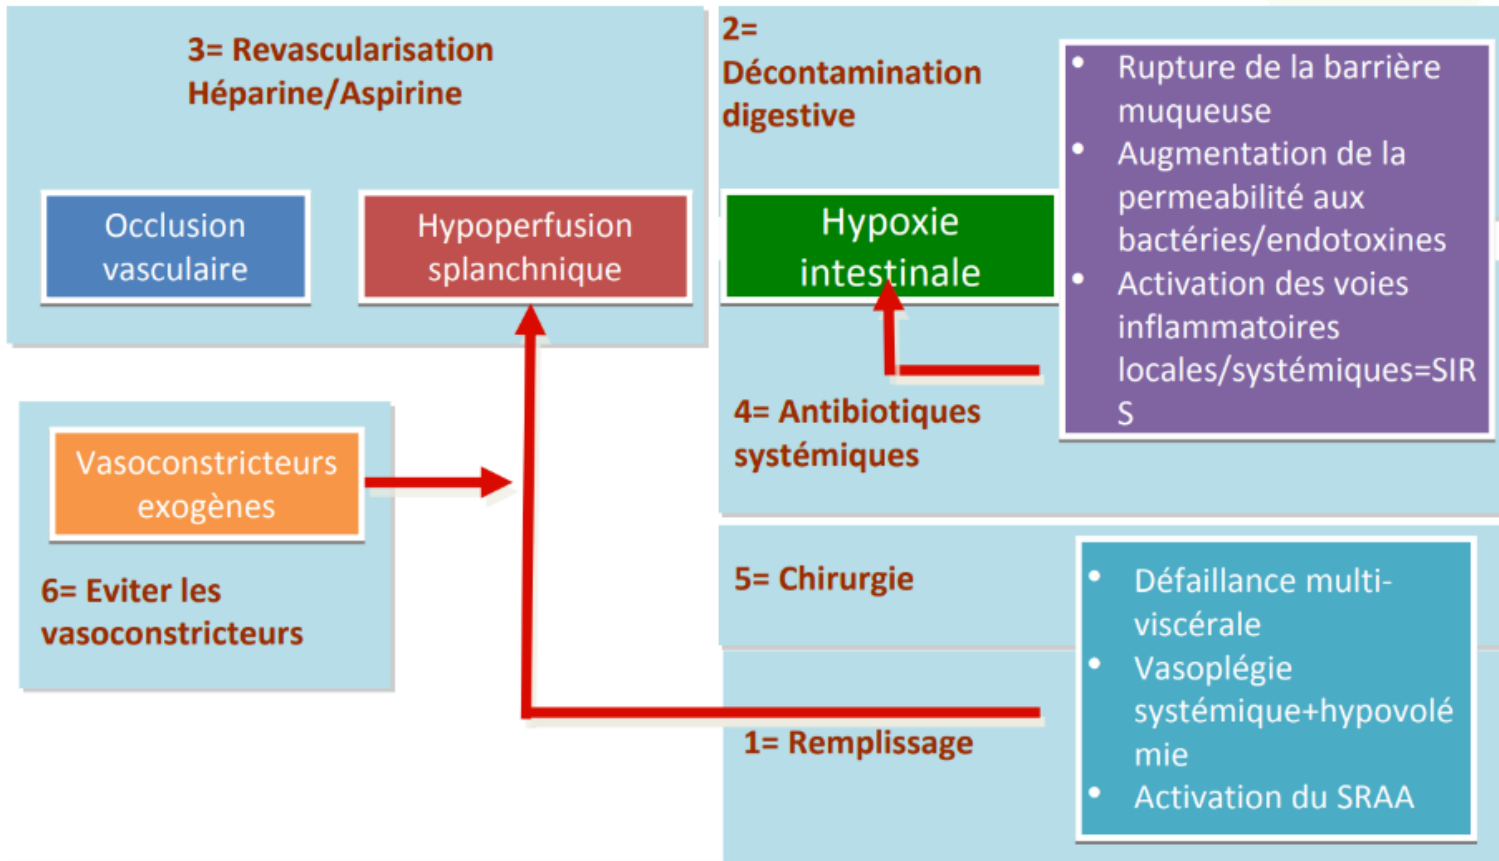 3= Revascularisation
Héparine/Aspirine
Occlusion
vasculaire
Hypoperfusion
splanchnique
2=
Décontamination
digestive
Hypoxie
intestinale
• Rupture de la barrière
muqueuse
• Augmentation de la
permeabilité aux
bactéries/endotoxines
• Activation des voies
inflammatoires
locales/systémiques=SIR
S
4= Antibiotiques
systémiques
Vasoconstricteurs
exogènes
6= Eviter les
vasoconstricteurs
5= Chirurgie
1= Remplissage
• Défaillance multi-
viscérale
• Vasoplégie
systémique+hypovolé
mie
• Activation du SRAA